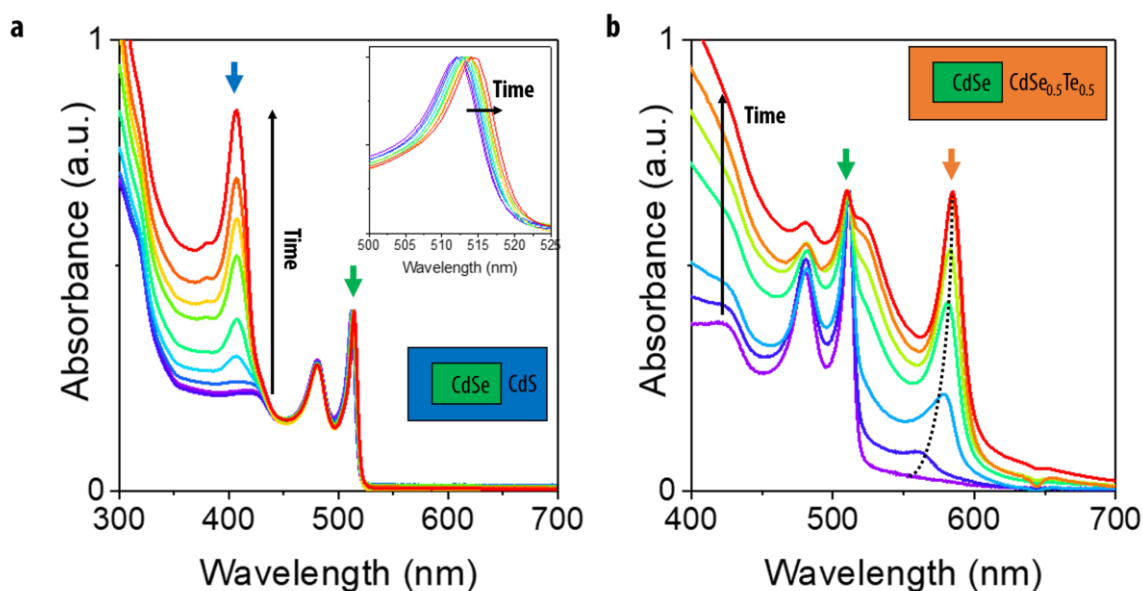 a
1
0
Absorbance (a.u.)
300 400 500 600 700
Wavelength (nm)
Time
Time
500 505 510 515 520 525
Wavelength (nm)
CdSe CdS
b
1
0
Absorbance (a.u.)
400 500 600 700
Wavelength (nm)
Time
CdSe CdSe0.5Te0.5